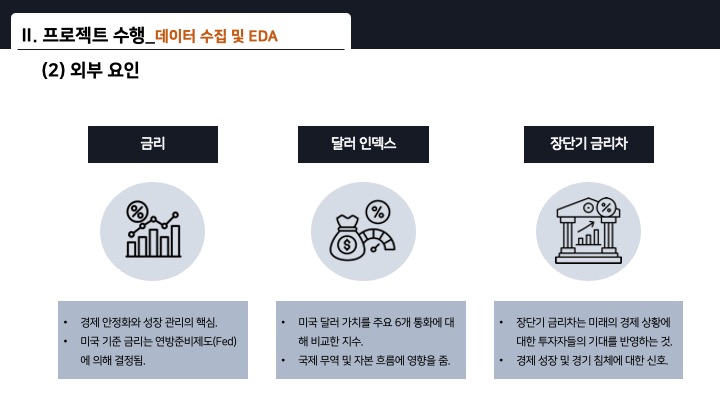 II. 프로젝트 수행_데이터 수집 및 EDA
(2) 외부 요인
금리
달러 인덱스
장단기 금리차
%
%
$
%
• 경제 안정화와 성장 관리의 핵심.
• 미국 기준 금리는 연방준비제도(Fed)
에 의해 결정됨.
• 미국 달러 가치를 주요 6개 통화에 대
해 비교한 지수.
• 국제 무역 및 자본 흐름에 영향을 줌.
• 장단기 금리차는 미래의 경제 상황에
대한 투자자들의 기대를 반영하는 것.
• 경제 성장 및 경기 침체에 대한 신호.